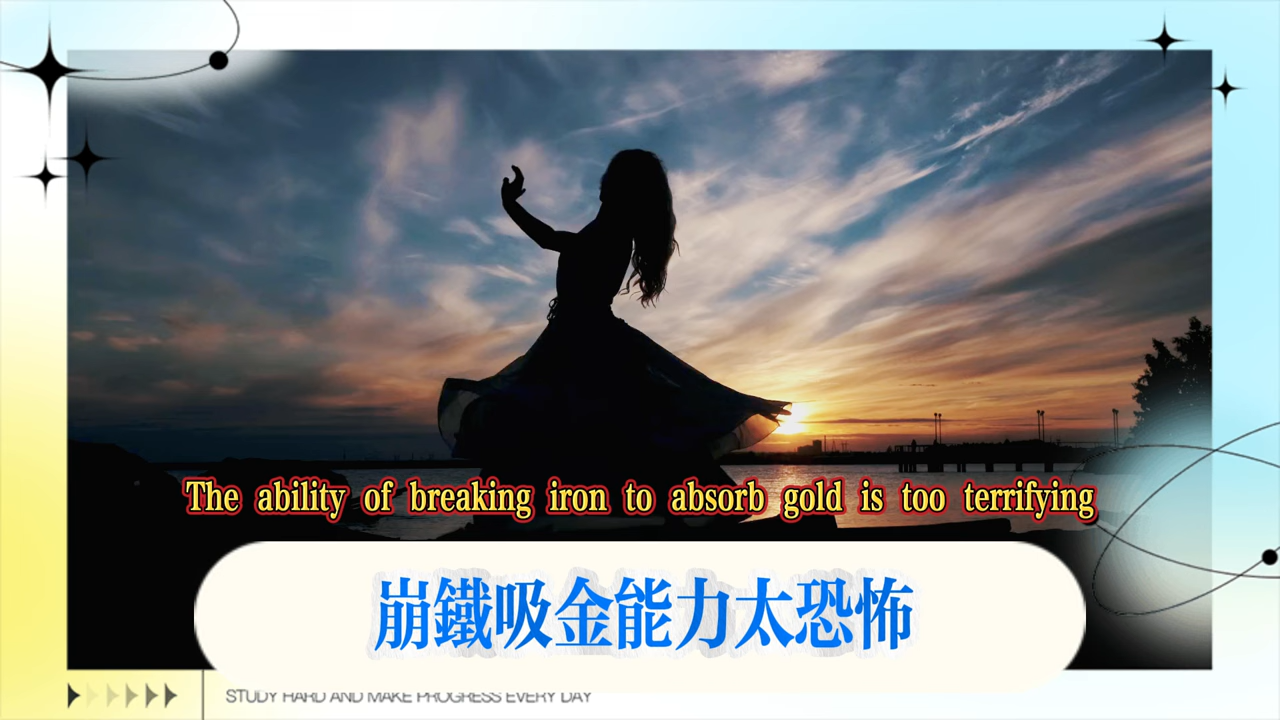 The ability of breaking iron to absorb gold is too terrifying
崩鐵吸金能力太恐怖
STUDY HARD AND MAKE PROGRESS EVERY DAY